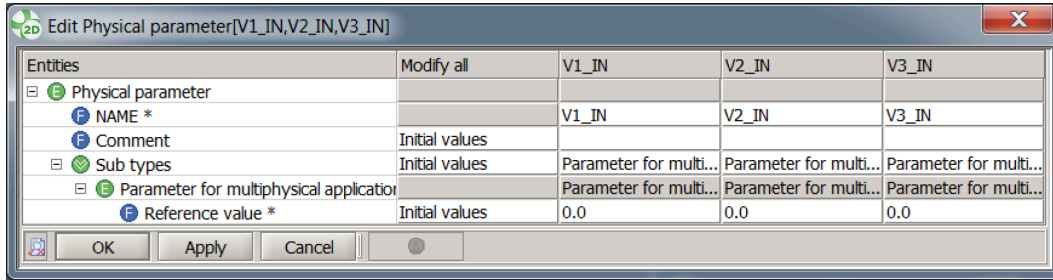 2D Edit Physical parameter[V1_IN,V2_IN,V3_IN]
Entities Modify all V1_IN V2_IN V3_IN
E Physical parameter
F NAME * V1_IN V2_IN V3_IN
F Comment Initial values
Sub types Initial values Parameter for multi... Parameter for multi... Parameter for multi...
E Parameter for multiphysical application Parameter for multi... Parameter for multi... Parameter for multi...
F Reference value * Initial values 0.0 0.0 0.0
OK Apply Cancel